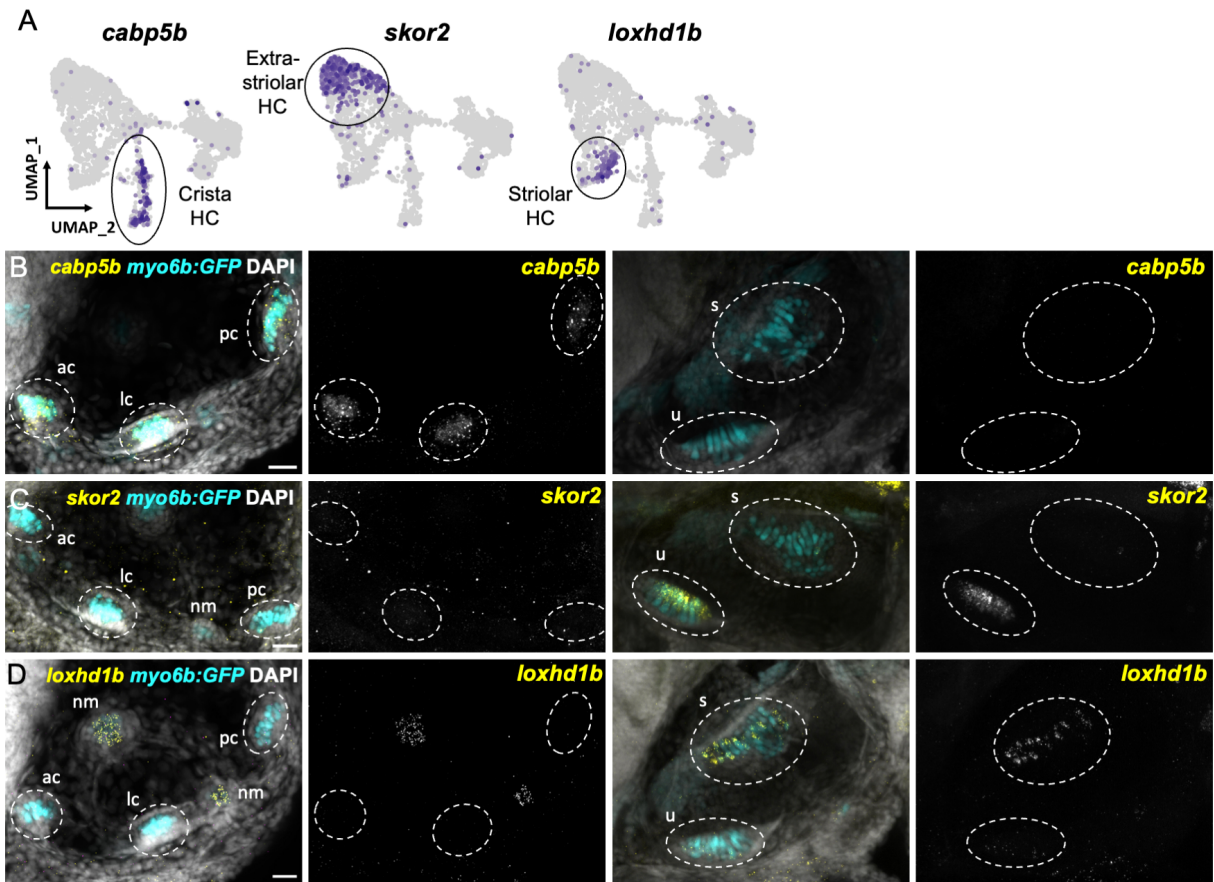 A
cabp5b
skor2
loxhd1b
Extra-
striolar
HC
UMAP_1
UMAP_2
Crista
HC
Striolar
HC
B
cabp5b myo6b:GFP DAPI
cabp5b
cabp5b
ac
lc
pc
s
u
C
skor2 myo6b:GFP DAPI
skor2
skor2
ac
lc
nm
pc
s
u
D
loxhd1b myo6b:GFP DAPI
loxhd1b
loxhd1b
nm
pc
ac
lc
nm
s
u